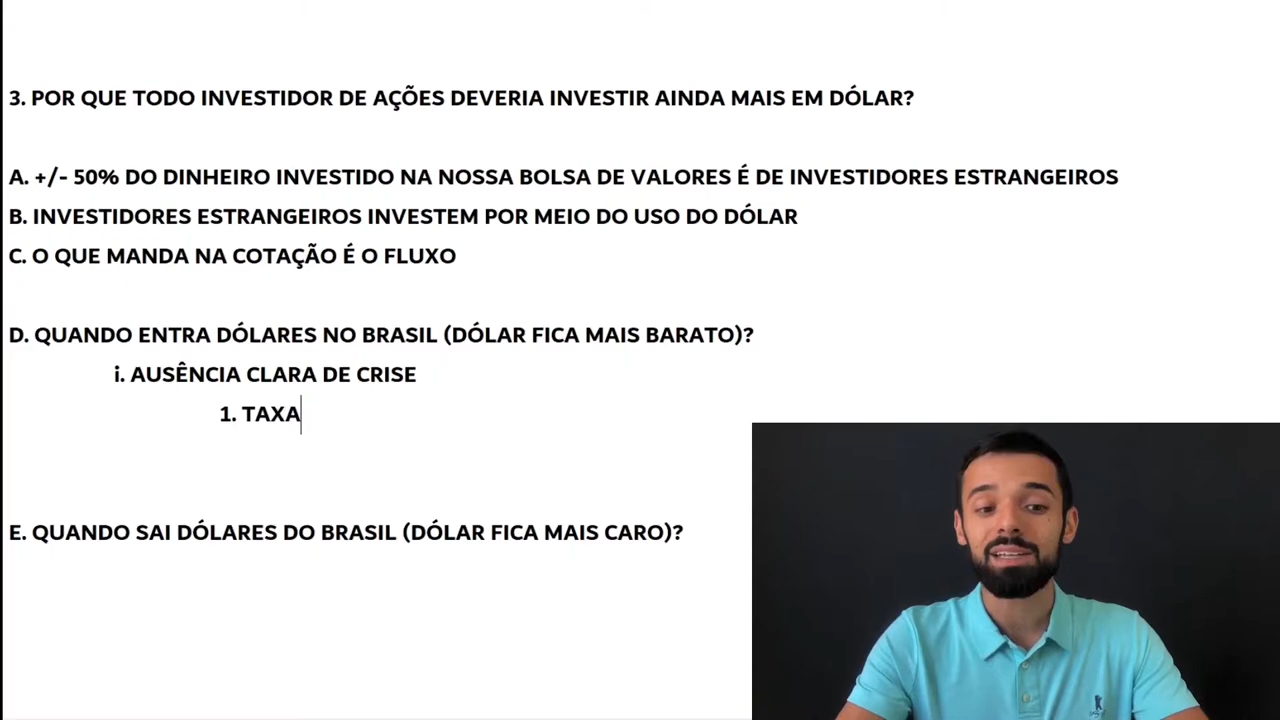 3. POR QUE TODO INVESTIDOR DE AÇÕES DEVERIA INVESTIR AINDA MAIS EM DÓLAR?
A. +/- 50% DO DINHEIRO INVESTIDO NA NOSSA BOLSA DE VALORES É DE INVESTIDORES ESTRANGEIROS
B. INVESTIDORES ESTRANGEIROS INVESTEM POR MEIO DO USO DO DÓLAR
C. O QUE MANDA NA COTAÇÃO É O FLUXO
D. QUANDO ENTRA DÓLARES NO BRASIL (DÓLAR FICA MAIS BARATO)?
i. AUSÊNCIA CLARA DE CRISE
1. TAXA
E. QUANDO SAI DÓLARES DO BRASIL (DÓLAR FICA MAIS CARO)?